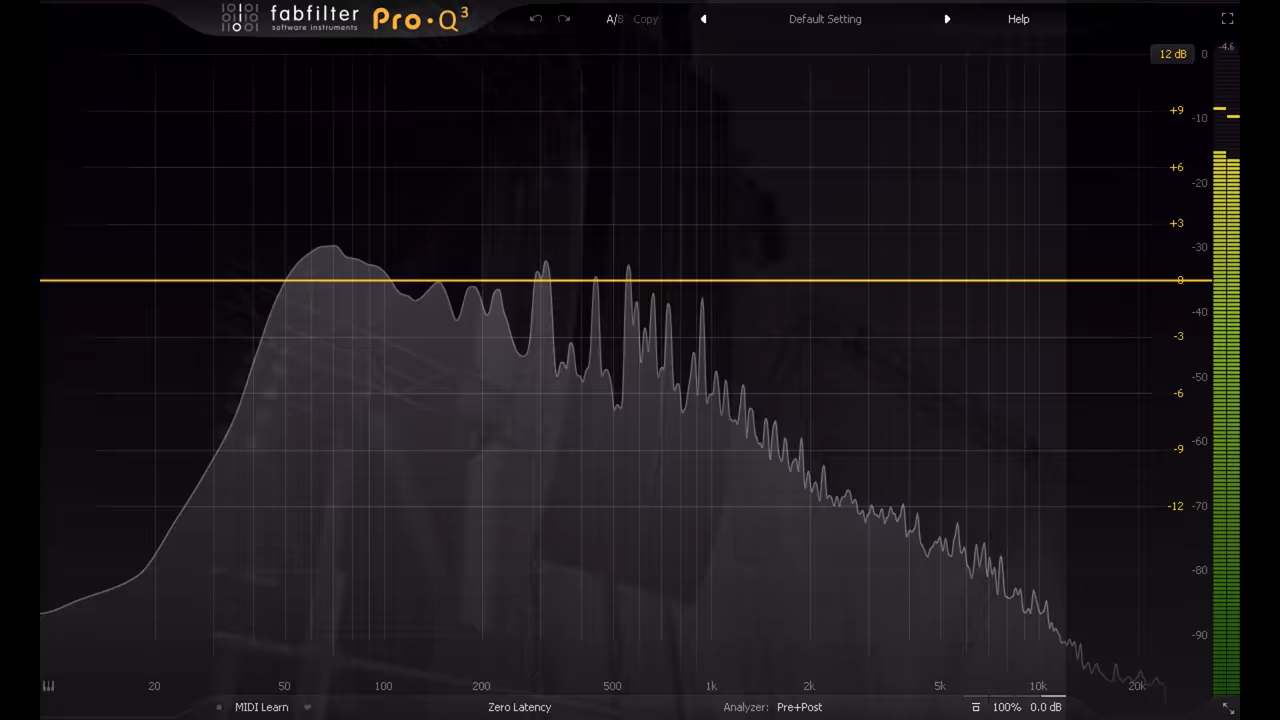 fabfilter
software instruments
Pro·Q³
A/B Copy
Default Setting
Help
-4.6
12 dB 0
+9 -10
+6 -20
+3 -30
0
-40
-3
-50
-6
-60
-9
-12 -70
-80
-90
20 50 100 200 500 1k 2k 5k 10k 20k
MIDI Learn
Zero Latency
Analyzer: Pre+Post
100% 0.0 dB